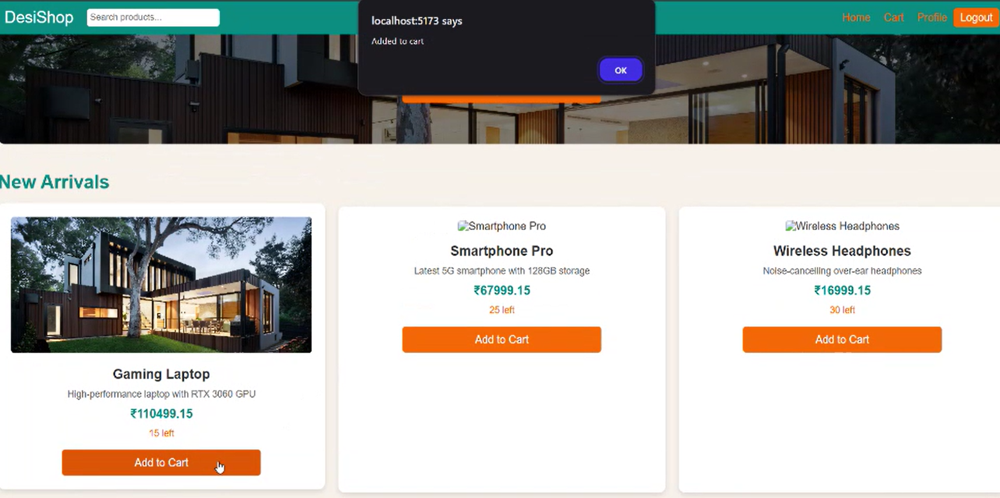 DesiShop
Search products...
localhost:5173 says
Added to cart
OK
Home
Cart
Profile
Logout
New Arrivals
Gaming Laptop
High-performance laptop with RTX 3060 GPU
₹110499.15
15 left
Add to Cart
Smartphone Pro
Smartphone Pro
Latest 5G smartphone with 128GB storage
₹67999.15
25 left
Add to Cart
Wireless Headphones
Wireless Headphones
Noise-cancelling over-ear headphones
₹16999.15
30 left
Add to Cart